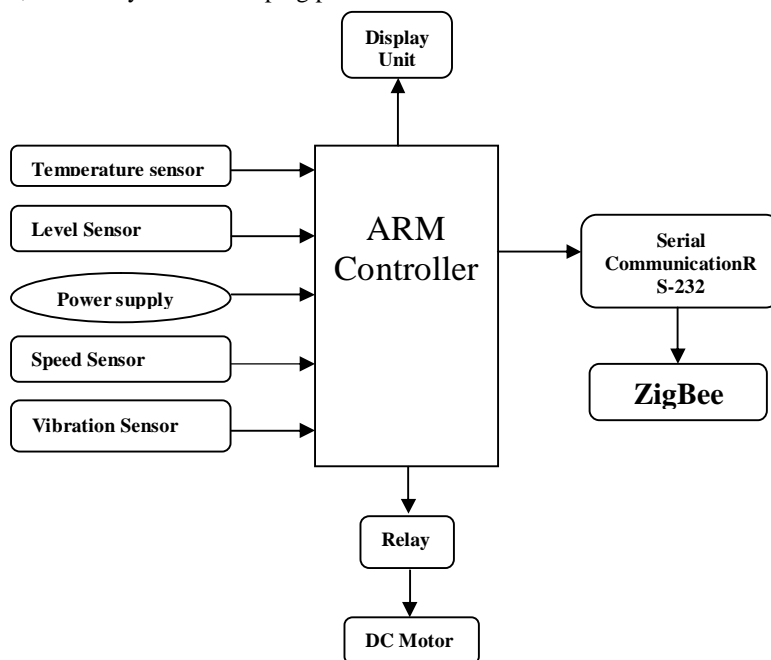 Display
Unit
Temperature sensor
Level Sensor
Power supply
Speed Sensor
Vibration Sensor
ARM
Controller
Serial
CommunicationR
S-232
ZigBee
Relay
DC Motor